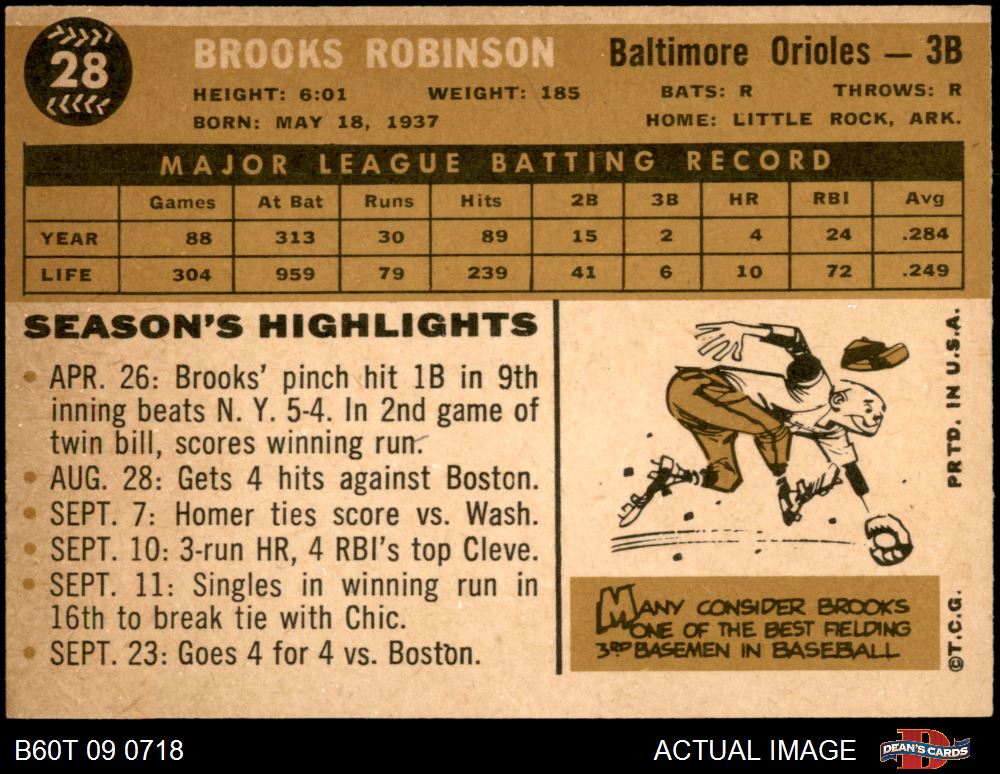 28
BROOKS ROBINSON
Baltimore Orioles — 3B
HEIGHT: 6:01 WEIGHT: 185 BATS: R THROWS: R
BORN: MAY 18, 1937 HOME: LITTLE ROCK, ARK.
MAJOR LEAGUE BATTING RECORD
Games At Bat Runs Hits 2B 3B HR RBI Avg
YEAR 88 313 30 89 15 2 4 24 .284
LIFE 304 959 79 239 41 6 10 72 .249
SEASON'S HIGHLIGHTS
• APR. 26: Brooks' pinch hit 1B in 9th
inning beats N. Y. 5-4. In 2nd game of
twin bill, scores winning run.
• AUG. 28: Gets 4 hits against Boston.
• SEPT. 7: Homer ties score vs. Wash.
• SEPT. 10: 3-run HR, 4 RBI's top Cleve.
• SEPT. 11: Singles in winning run in
16th to break tie with Chic.
• SEPT. 23: Goes 4 for 4 vs. Boston.
MANY CONSIDER BROOKS
ONE OF THE BEST FIELDING
3RD BASEMEN IN BASEBALL
©T.C.G. PRTD. IN U.S.A.
B60T 09 0718
ACTUAL IMAGE
DEAN'S CARDS